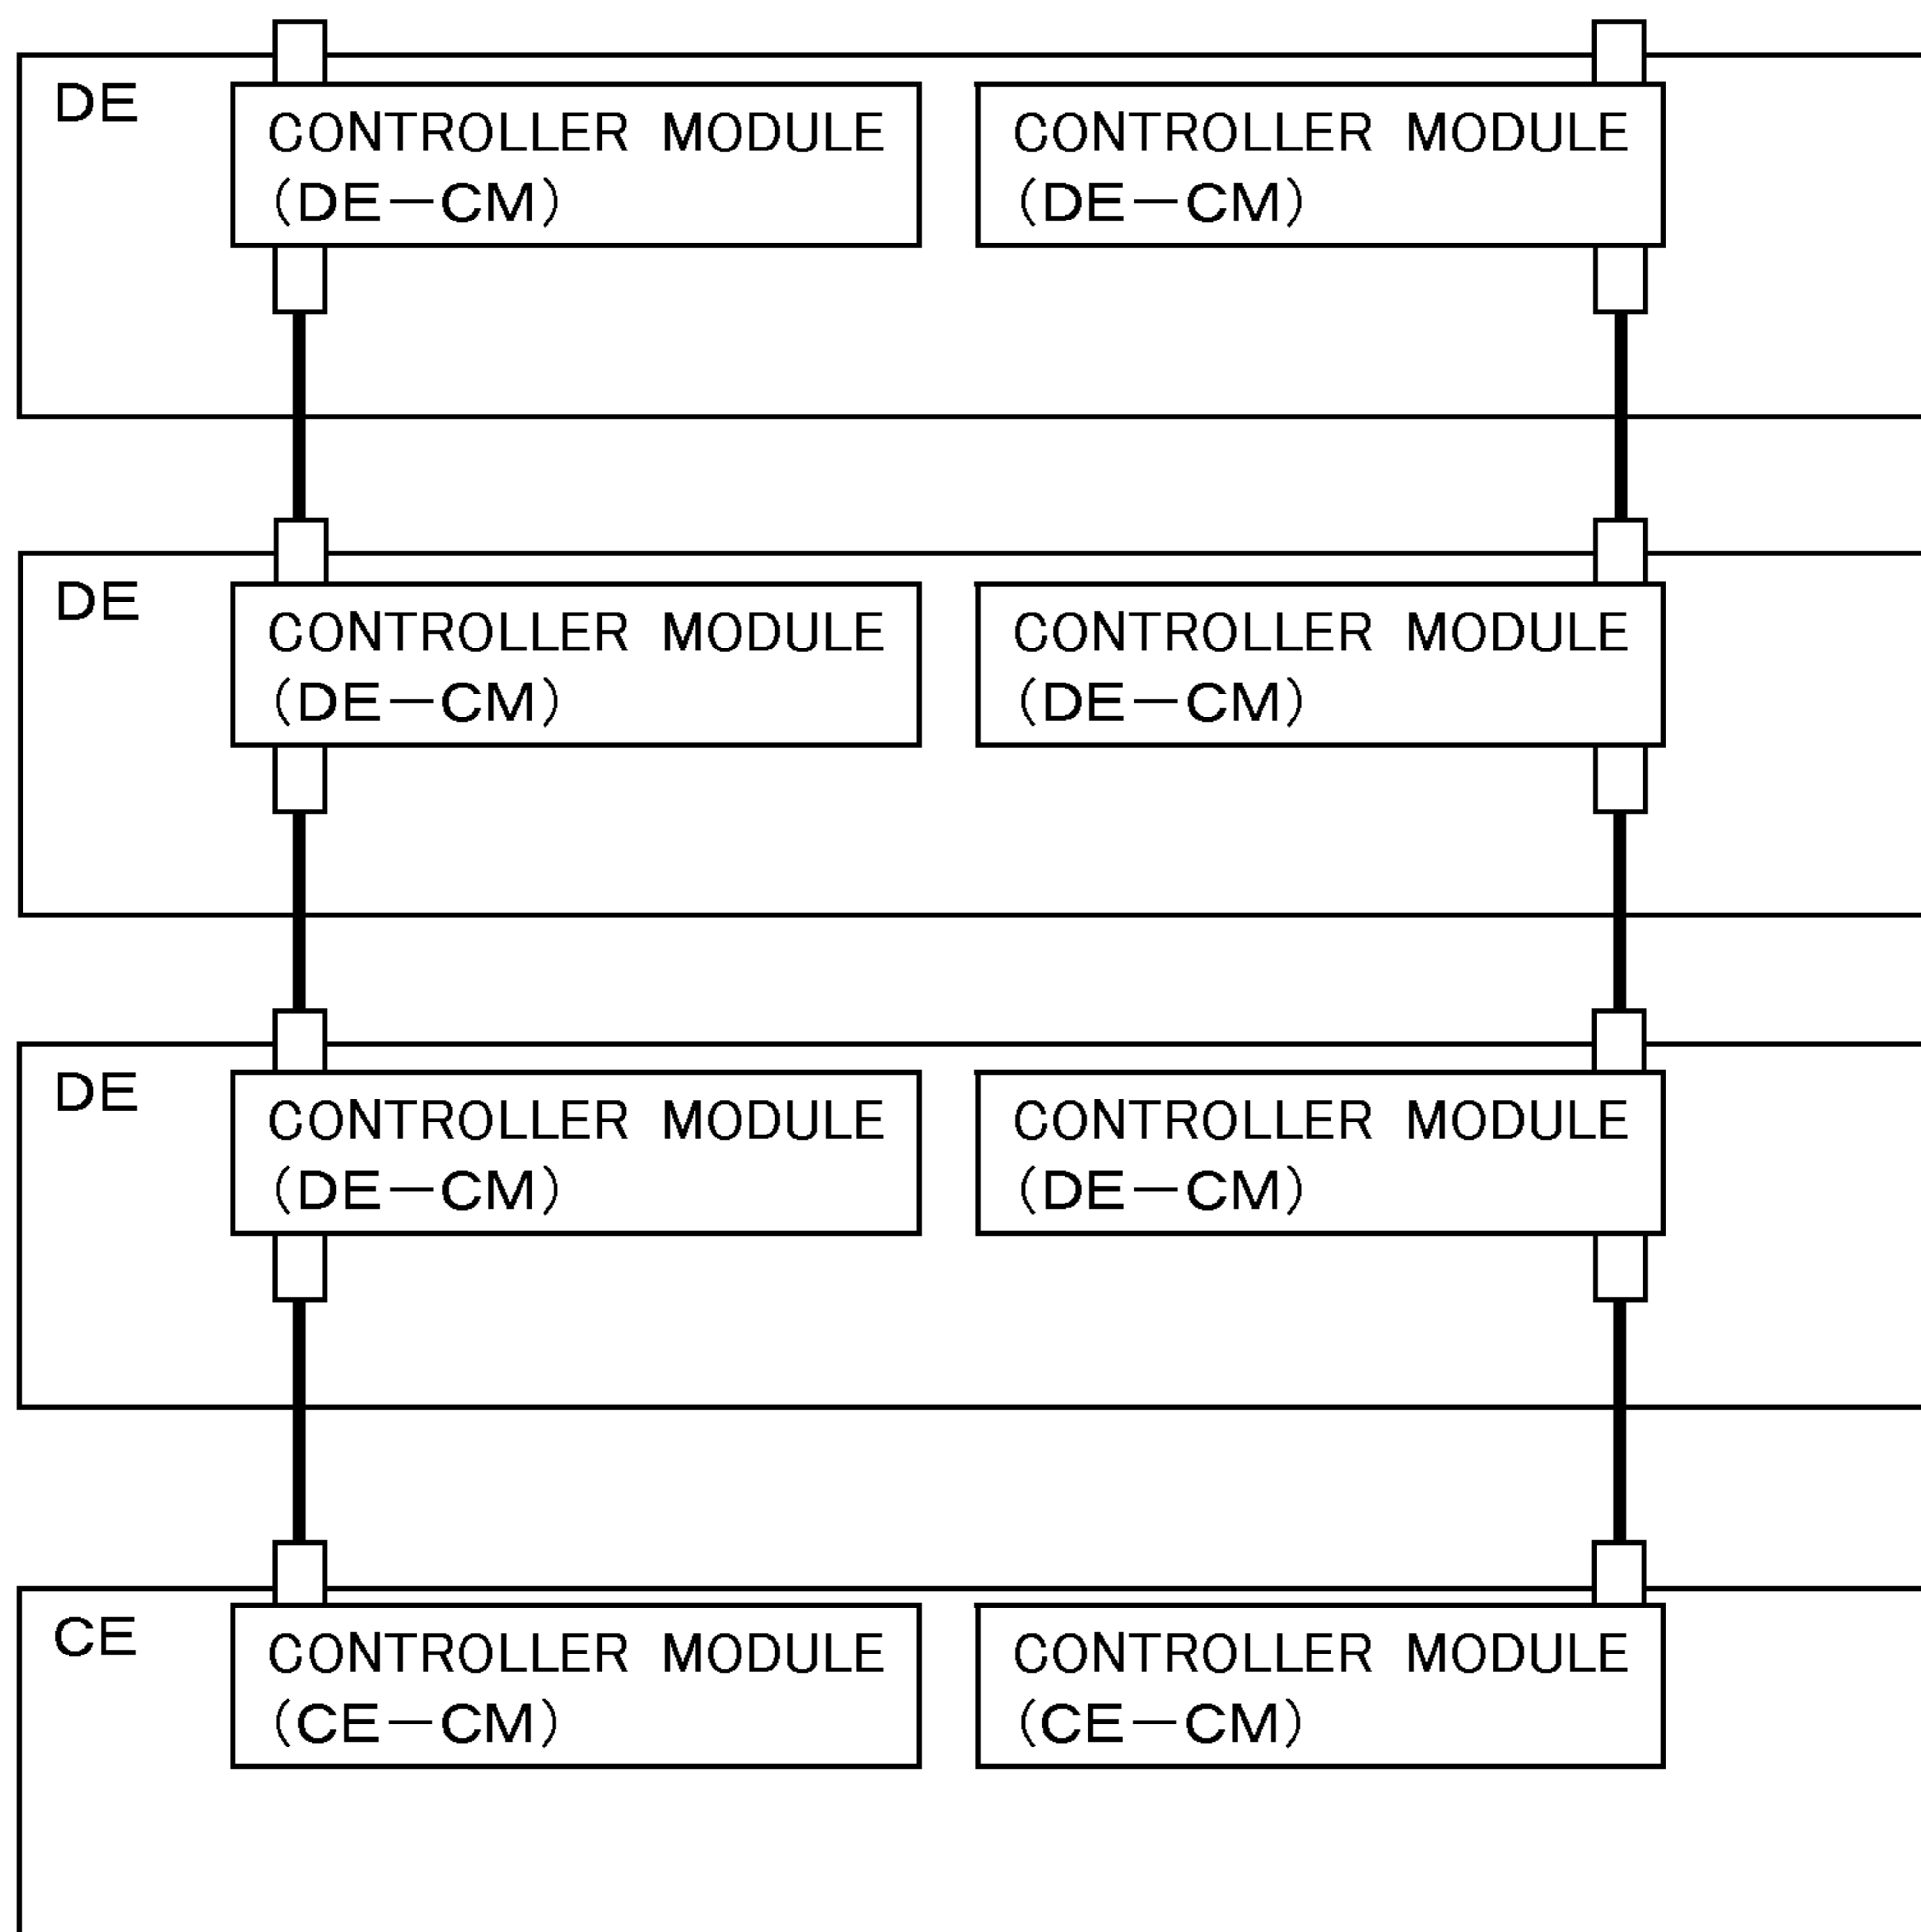 DE
CONTROLLER MODULE
(DE-CM)
CONTROLLER MODULE
(DE-CM)
DE
CONTROLLER MODULE
(DE-CM)
CONTROLLER MODULE
(DE-CM)
DE
CONTROLLER MODULE
(DE-CM)
CONTROLLER MODULE
(DE-CM)
CE
CONTROLLER MODULE
(CE-CM)
CONTROLLER MODULE
(CE-CM)